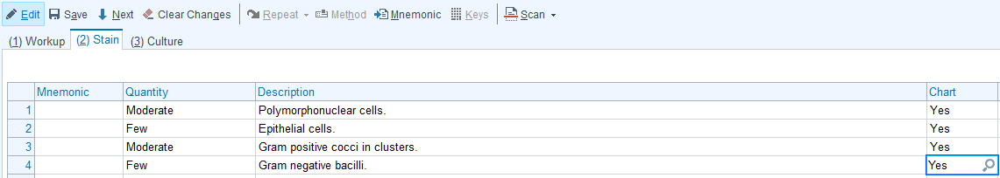 Edit Save Next Clear Changes Repeat Method Mnemonic Keys Scan
(1) Workup (2) Stain (3) Culture
Mnemonic Quantity Description Chart
1 Moderate Polymorphonuclear cells. Yes
2 Few Epithelial cells. Yes
3 Moderate Gram positive cocci in clusters. Yes
4 Few Gram negative bacilli. Yes